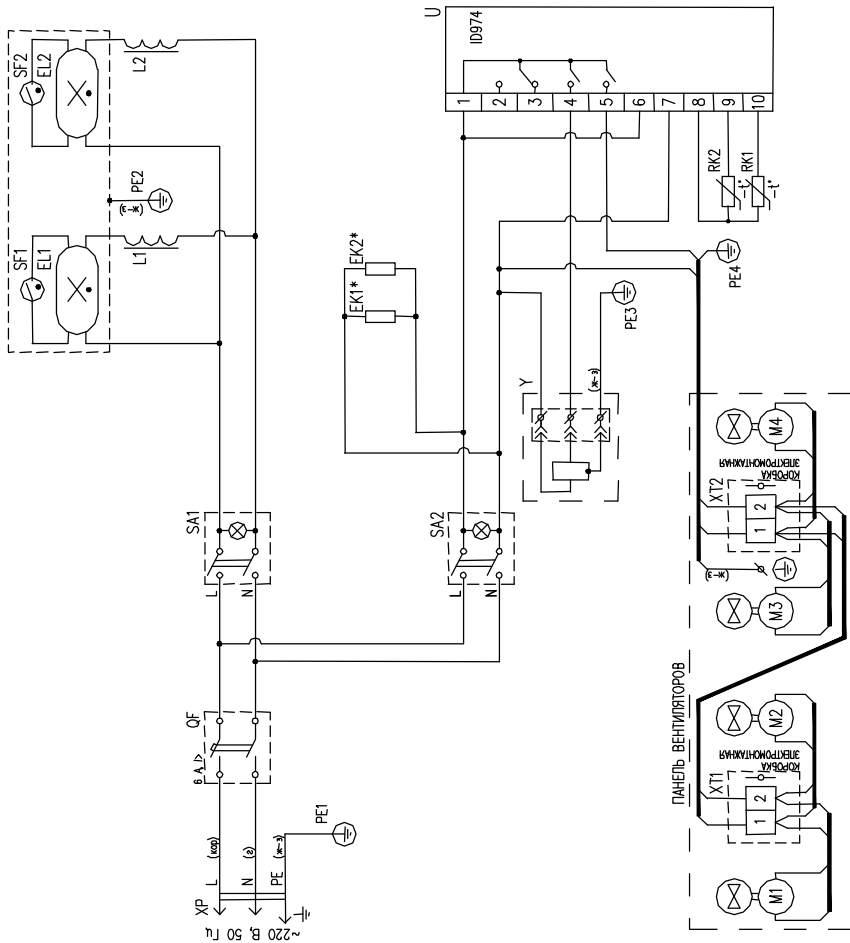 SF2
EL2
L2
PE2
(ж-з)
SF1
EL1
L1
U
ID974
1
2
3
4
5
6
7
8
9
10
RK2
-t°
RK1
-t°
EK2*
EK1*
PE4
PE3
(ж-з)
Y
SA1
L
N
SA2
L
N
QF
6 А, I>
XP
L
(кор)
N
(г)
PE
(ж-з)
PE1
~220 В, 50 Гц
ПАНЕЛЬ ВЕНТИЛЯТОРОВ
M4
КОРОБКА
ЭЛЕКТРОМОНТАЖНАЯ
XT2
1
2
(ж-з)
M3
M2
КОРОБКА
ЭЛЕКТРОМОНТАЖНАЯ
XT1
1
2
M1